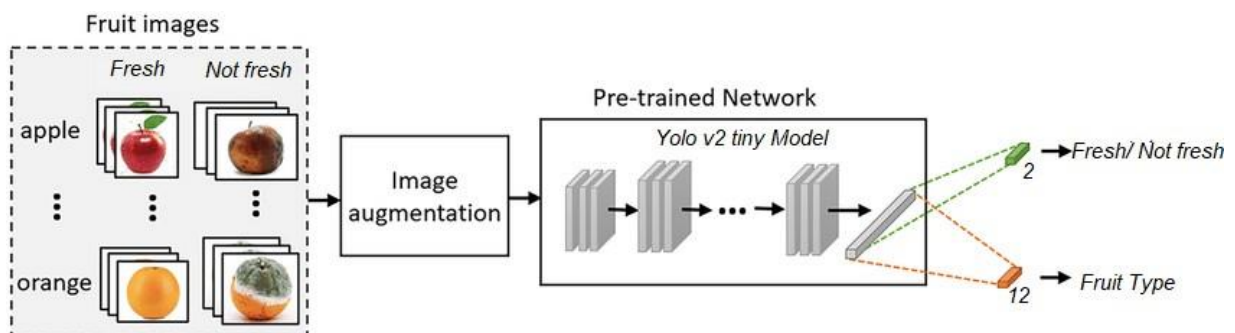 Fruit images
Fresh
Not fresh
apple
orange
Image
augmentation
Pre-trained Network
Yolo v2 tiny Model
2
Fresh/ Not fresh
12
Fruit Type